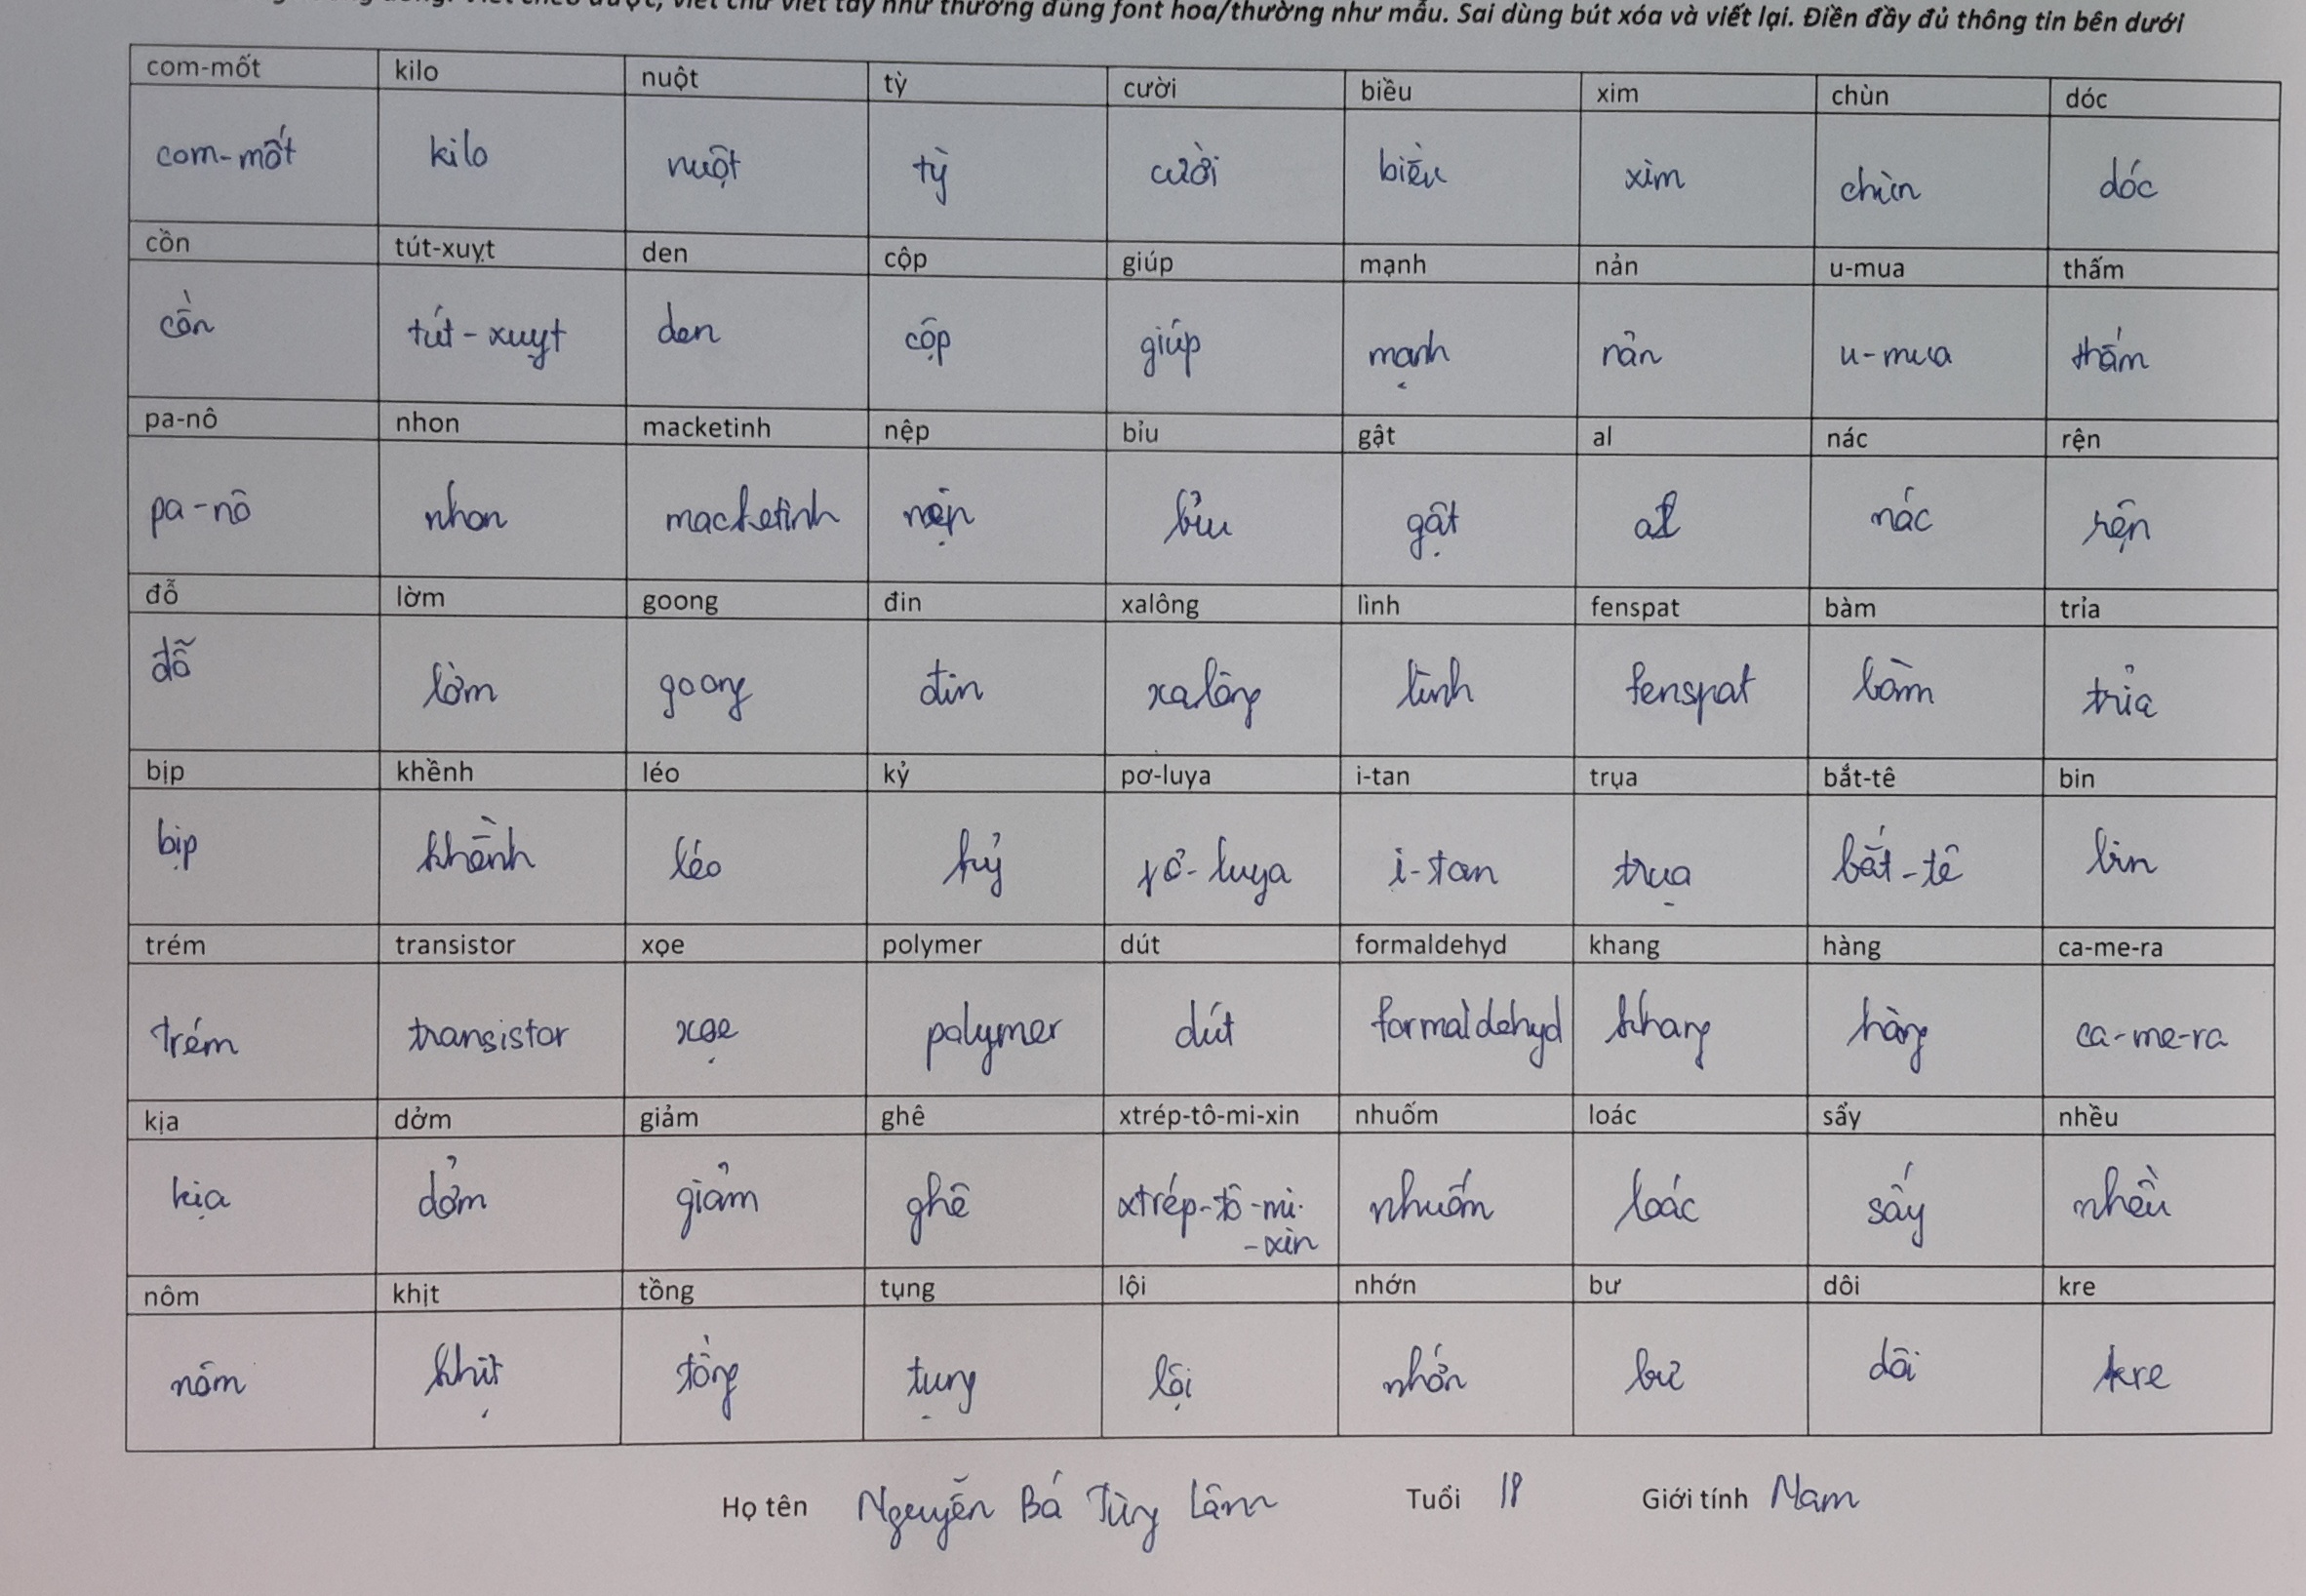 viết chữ viết tay như thường dùng font hoa/thường như mẫu. Sai dùng bút xóa và viết lại. Điền đầy đủ thông tin bên dưới
com-mốt kilo nuột tỳ cười biều xim chùn dóc
com-mốt kilo nuột tỳ cười biều xim chùn dóc
cồn tút-xuỵt den cộp giúp mạnh nản u-mua thấm
cồn tút-xuỵt den cộp giúp mạnh nản u-mua thấm
pa-nô nhon macketinh nệp bỉu gật al nác rện
pa-nô nhon macketinh nệp bỉu gật al nác rện
đỗ lờm goong đin xalông lình fenspat bàm trỉa
đỗ lờm goong đin xalông lình fenspat bàm trỉa
bịp khềnh léo kỷ pơ-luya i-tan trụa bắt-tê bin
bịp khềnh léo kỷ pơ-luya i-tan trụa bắt-tê bin
trém transistor xọe polymer dút formaldehyd khang hàng ca-me-ra
trém transistor xọe polymer dút formaldehyd khang hàng ca-me-ra
kịa dởm giảm ghê xtrép-tô-mi-xin nhuốm loác sẩy nhều
kịa dởm giảm ghê xtrép-tô-mi- nhuốm loác sấy nhều
-xin
nôm khịt tồng tụng lội nhớn bư dôi kre
nôm khịt tồng tụng lội nhớn bư dôi kre
Họ tên Nguyễn Bá Tùng Lâm Tuổi 18 Giới tính Nam